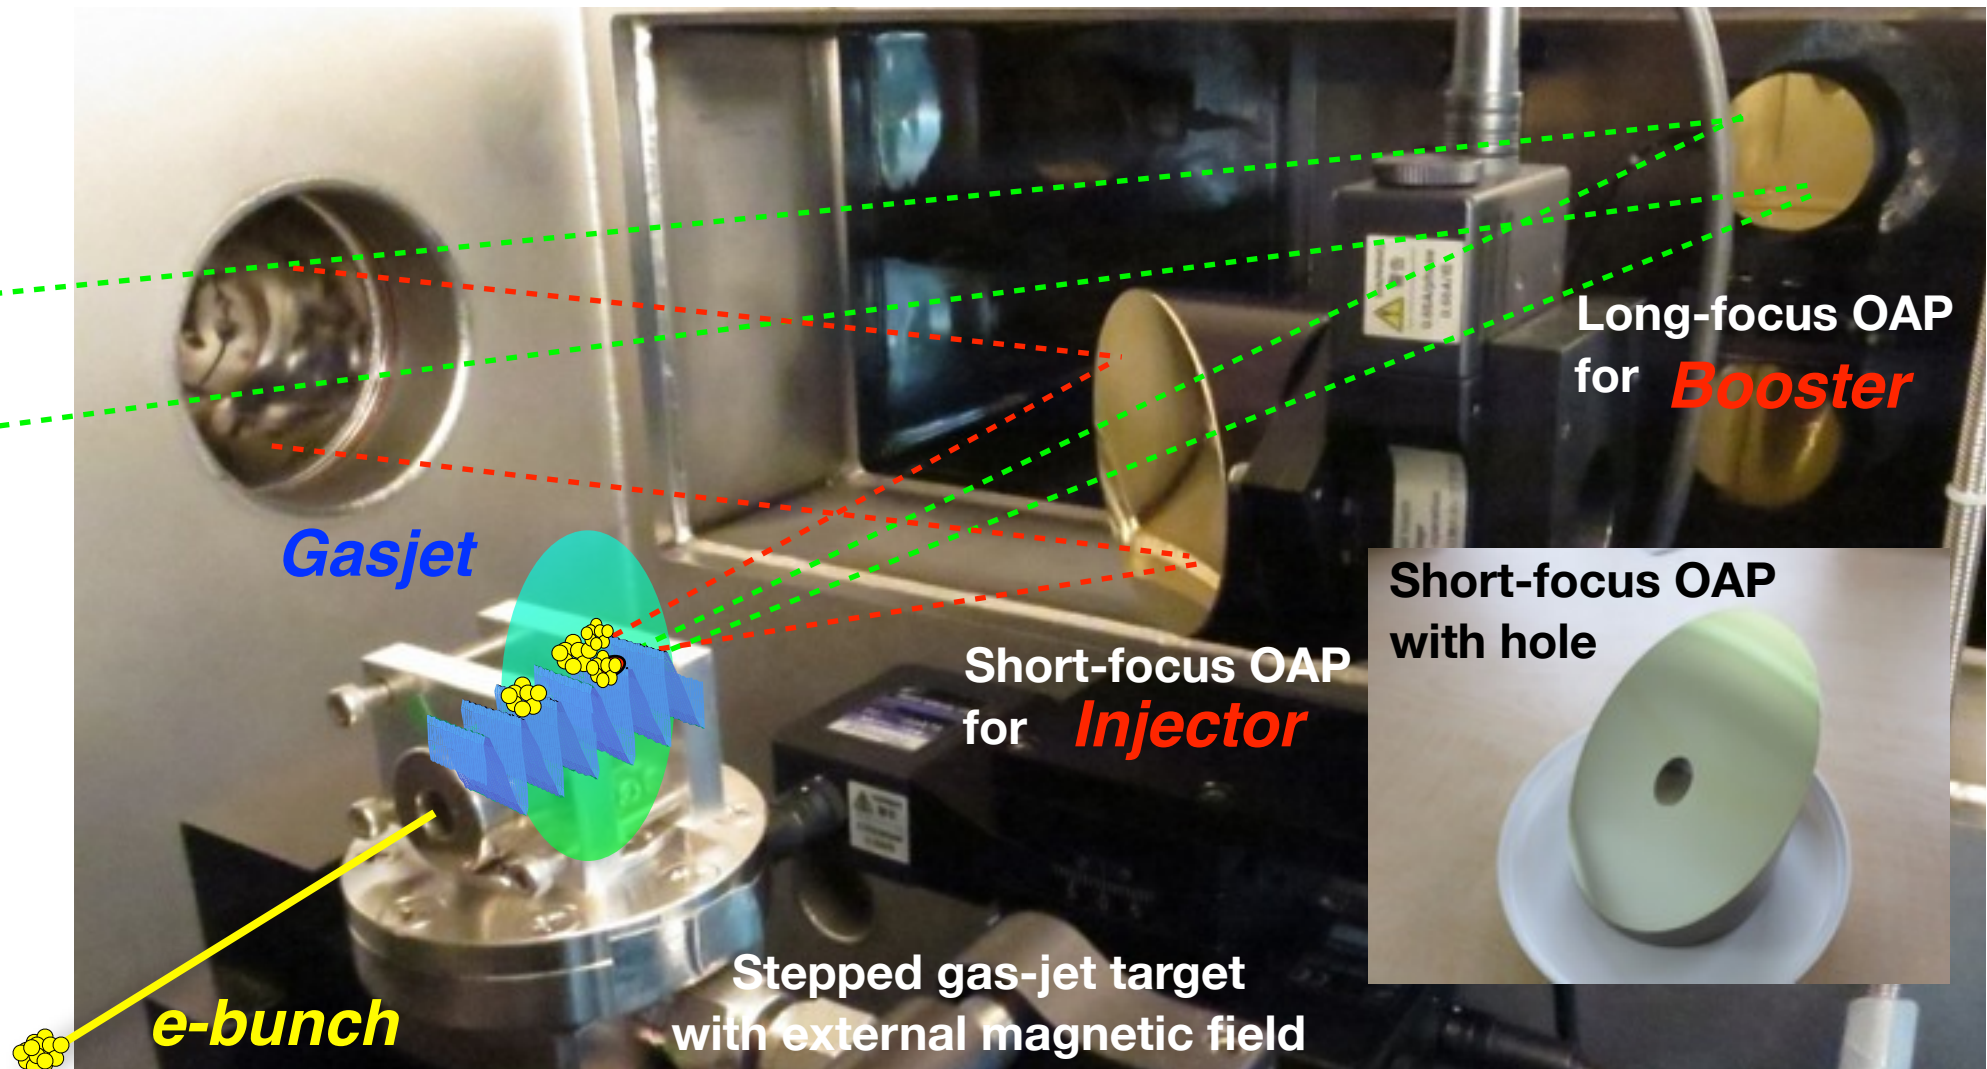 Long-focus OAP
for Booster
Gasjet
Short-focus OAP
with hole
Short-focus OAP
for Injector
Stepped gas-jet target
with external magnetic field
e-bunch